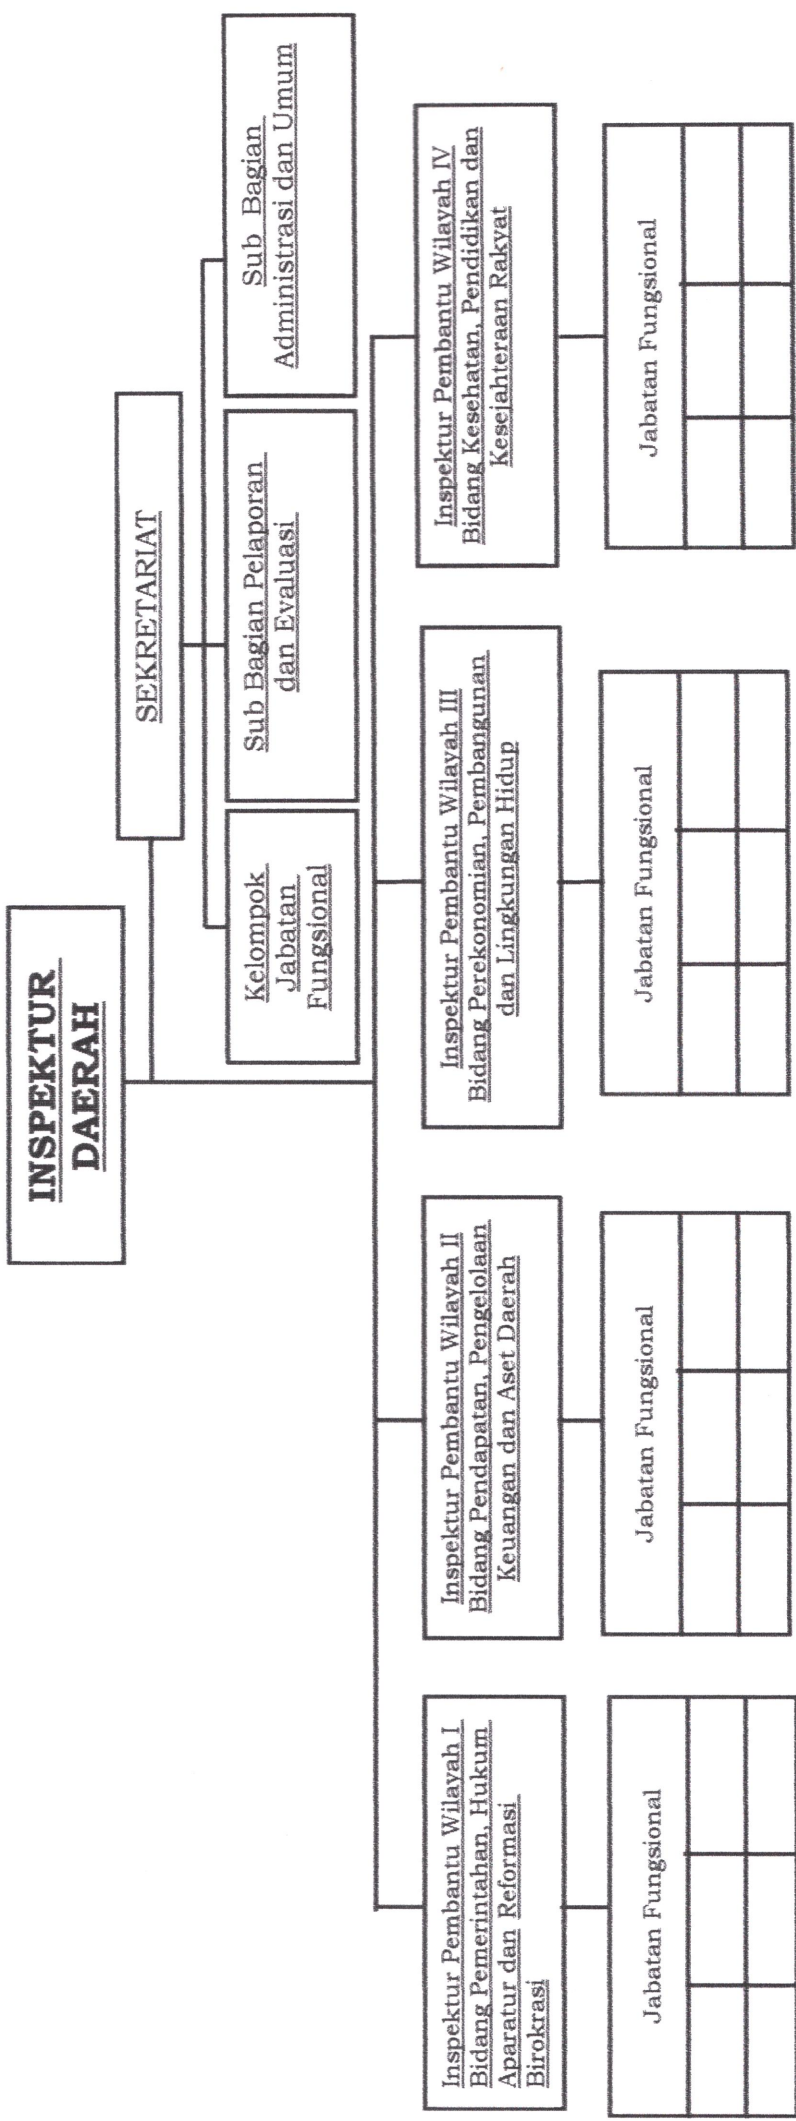 INSPEKTUR
DAERAH
SEKRETARIAT
Kelompok
Jabatan
Fungsional
Sub Bagian Pelaporan
dan Evaluasi
Sub Bagian
Administrasi dan Umum
Inspektur Pembantu Wilayah I
Bidang Pemerintahan, Hukum
Aparatur dan Reformasi
Birokrasi
Inspektur Pembantu Wilayah II
Bidang Pendapatan, Pengelolaan
Keuangan dan Aset Daerah
Inspektur Pembantu Wilayah III
Bidang Perekonomian, Pembangunan
dan Lingkungan Hidup
Inspektur Pembantu Wilayah IV
Bidang Kesehatan, Pendidikan dan
Kesejahteraan Rakyat
Jabatan Fungsional
Jabatan Fungsional
Jabatan Fungsional
Jabatan Fungsional